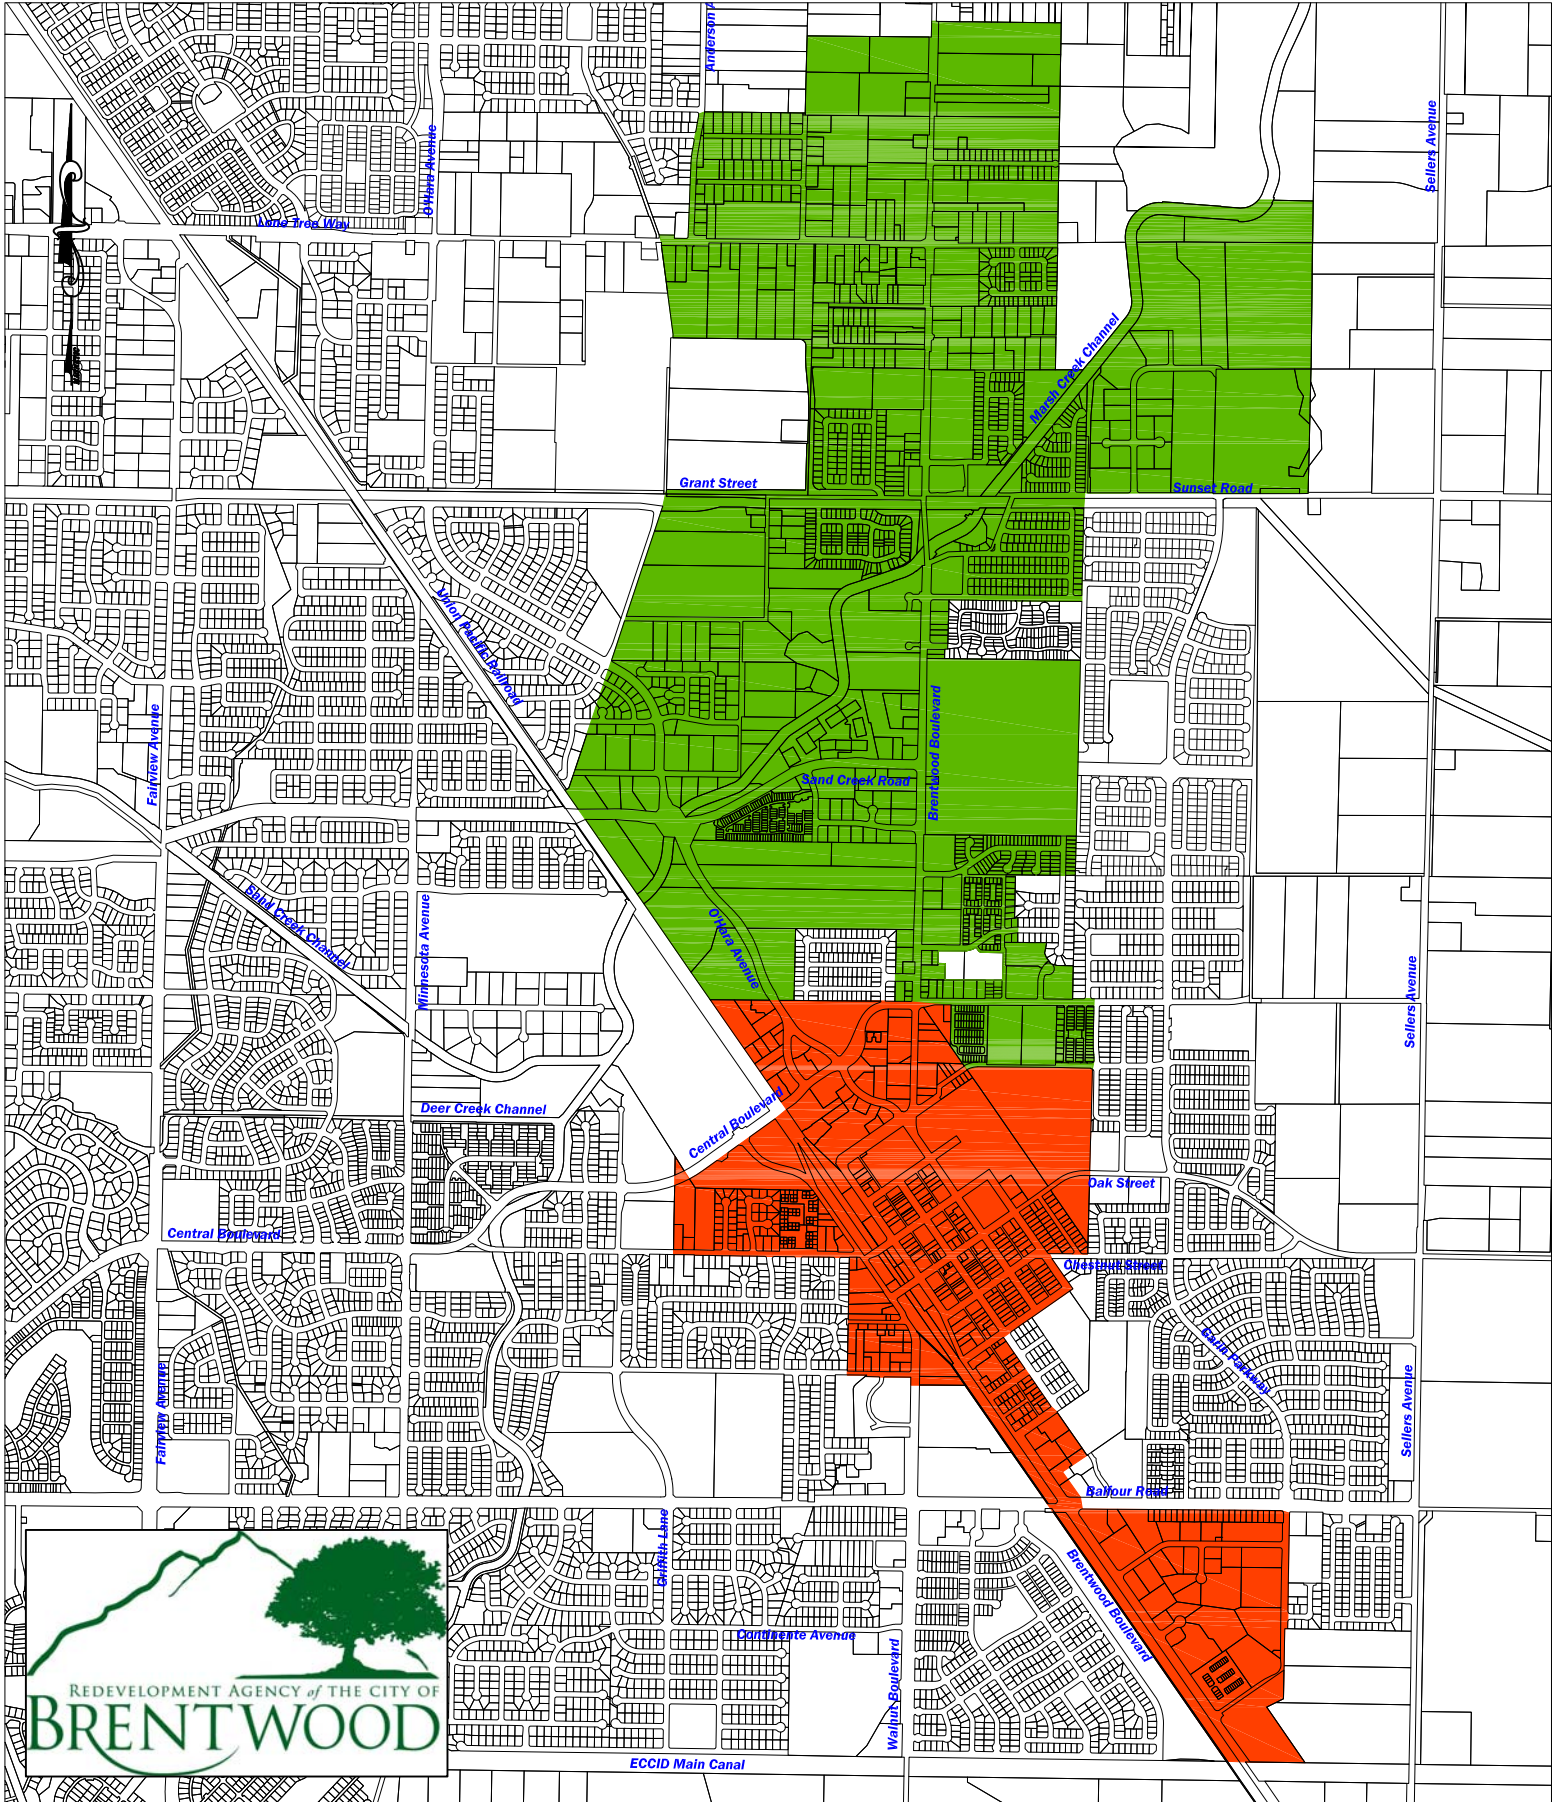 Anderson
Sellers Avenue
O'Hara Avenue
Lone Tree Way
Marsh Creek Channel
Grant Street
Sunset Road
Union Pacific Railroad
Fairview Avenue
Brentwood Boulevard
Sand Creek Road
Sand Creek Channel
Minnesota Avenue
O'Hara Avenue
Sellers Avenue
Deer Creek Channel
Central Boulevard
Oak Street
Central Boulevard
Chestnut Street
Garin Parkway
Fairview Avenue
Sellers Avenue
Balfour Road
Griffith Lane
Brentwood Boulevard
Continente Avenue
Walnut Boulevard
ECCID Main Canal
REDEVELOPMENT AGENCY of THE CITY OF
BRENTWOOD